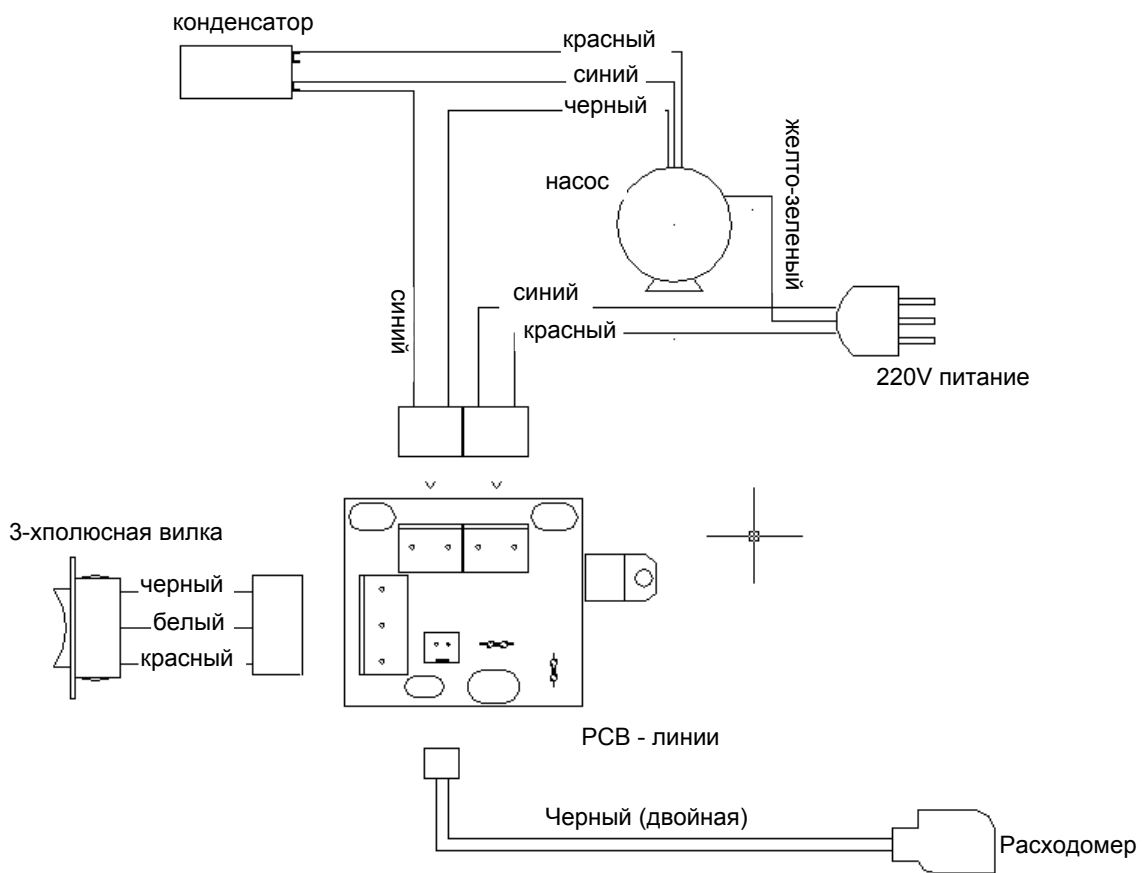 конденсатор
красный
синий
черный
желто-зеленый
насос
синий
синий
красный
220V питание
3-хполюсная вилка
черный
белый
красный
PCB - линии
Черный (двойная)
Расходомер